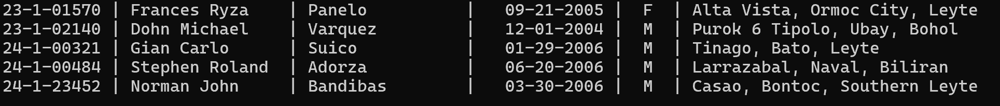 23-1-01570 | Frances Ryza | Panelo | 09-21-2005 | F | Alta Vista, Ormoc City, Leyte
23-1-02140 | Dohn Michael | Varquez | 12-01-2004 | M | Purok 6 Tipolo, Ubay, Bohol
24-1-00321 | Gian Carlo | Suico | 01-29-2006 | M | Tinago, Bato, Leyte
24-1-00484 | Stephen Roland | Adorza | 06-20-2006 | M | Larrazabal, Naval, Biliran
24-1-23452 | Norman John | Bandibas | 03-30-2006 | M | Casao, Bontoc, Southern Leyte